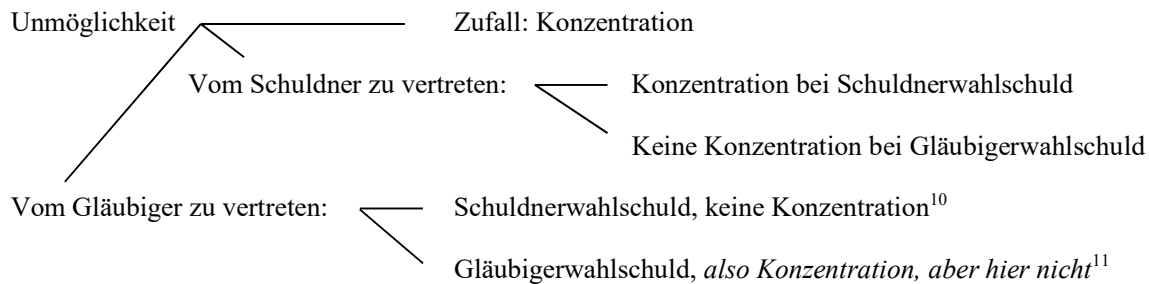 Unmöglichkeit Zufall: Konzentration
Vom Schuldner zu vertreten: Konzentration bei Schuldnerwahlschuld
Keine Konzentration bei Gläubigerwahlschuld
Vom Gläubiger zu vertreten: Schuldnerwahlschuld, keine Konzentration¹⁰
Gläubigerwahlschuld, also Konzentration, aber hier nicht¹¹